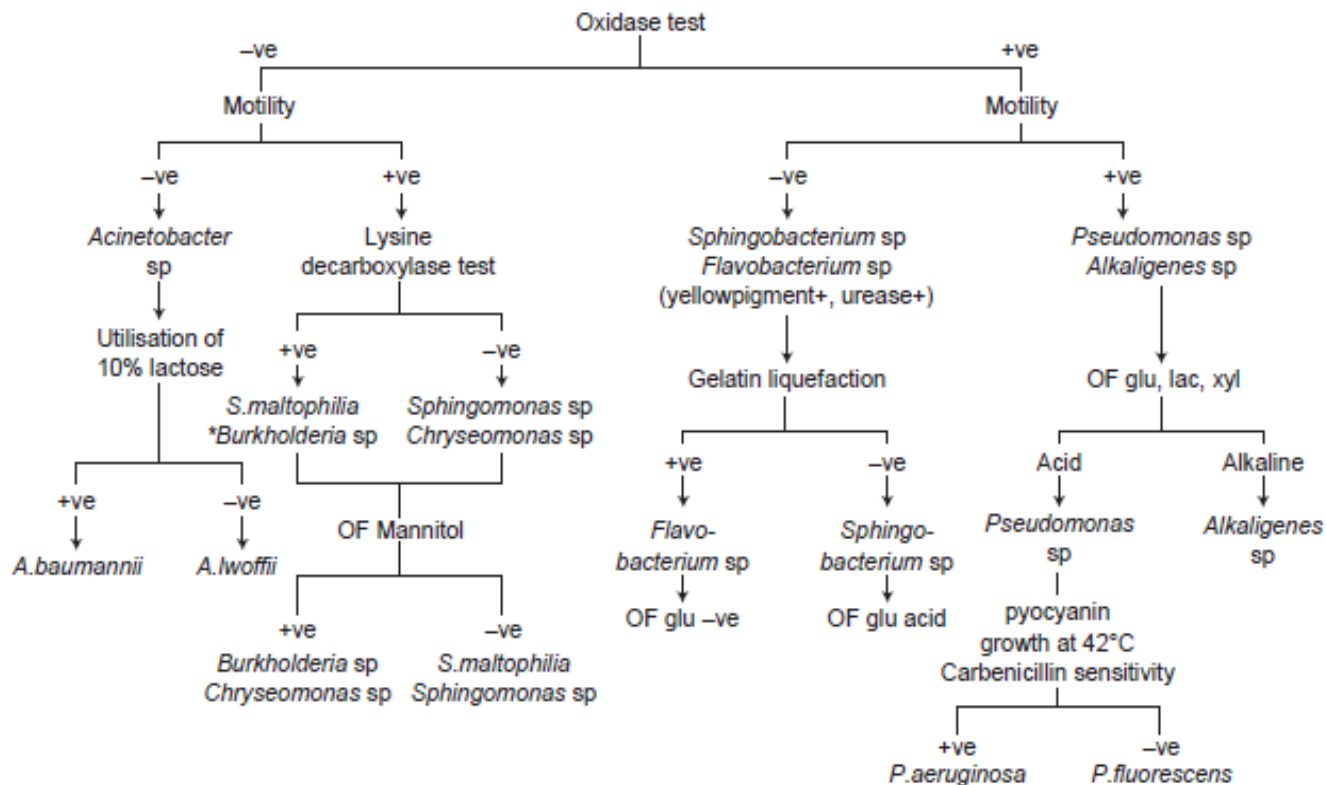 Oxidase test
–ve
+ve
Motility
Motility
–ve
+ve
–ve
+ve
Acinetobacter
sp
Lysine
decarboxylase test
Sphingobacterium sp
Flavobacterium sp
(yellowpigment+, urease+)
Pseudomonas sp
Alkaligenes sp
Utilisation of
10% lactose
+ve
–ve
Gelatin liquefaction
OF glu, lac, xyl
S.maltophilia
*Burkholderia sp
Sphingomonas sp
Chryseomonas sp
+ve
–ve
+ve
–ve
Acid
Alkaline
A.baumannii
A.lwoffii
OF Mannitol
Flavo-
bacterium sp
Sphingo-
bacterium sp
Pseudomonas
sp
Alkaligenes
sp
+ve
–ve
OF glu –ve
OF glu acid
pyocyanin
growth at 42°C
Carbenicillin sensitivity
Burkholderia sp
Chryseomonas sp
S.maltophilia
Sphingomonas sp
+ve
–ve
P.aeruginosa
P.fluorescens